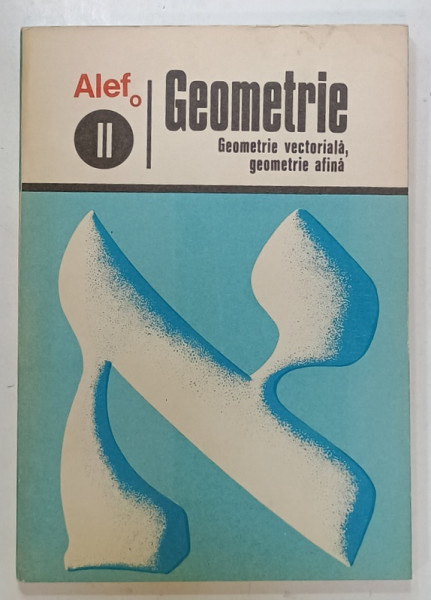 Alef₀
II
Geometrie
Geometrie vectorială,
geometrie afină
א